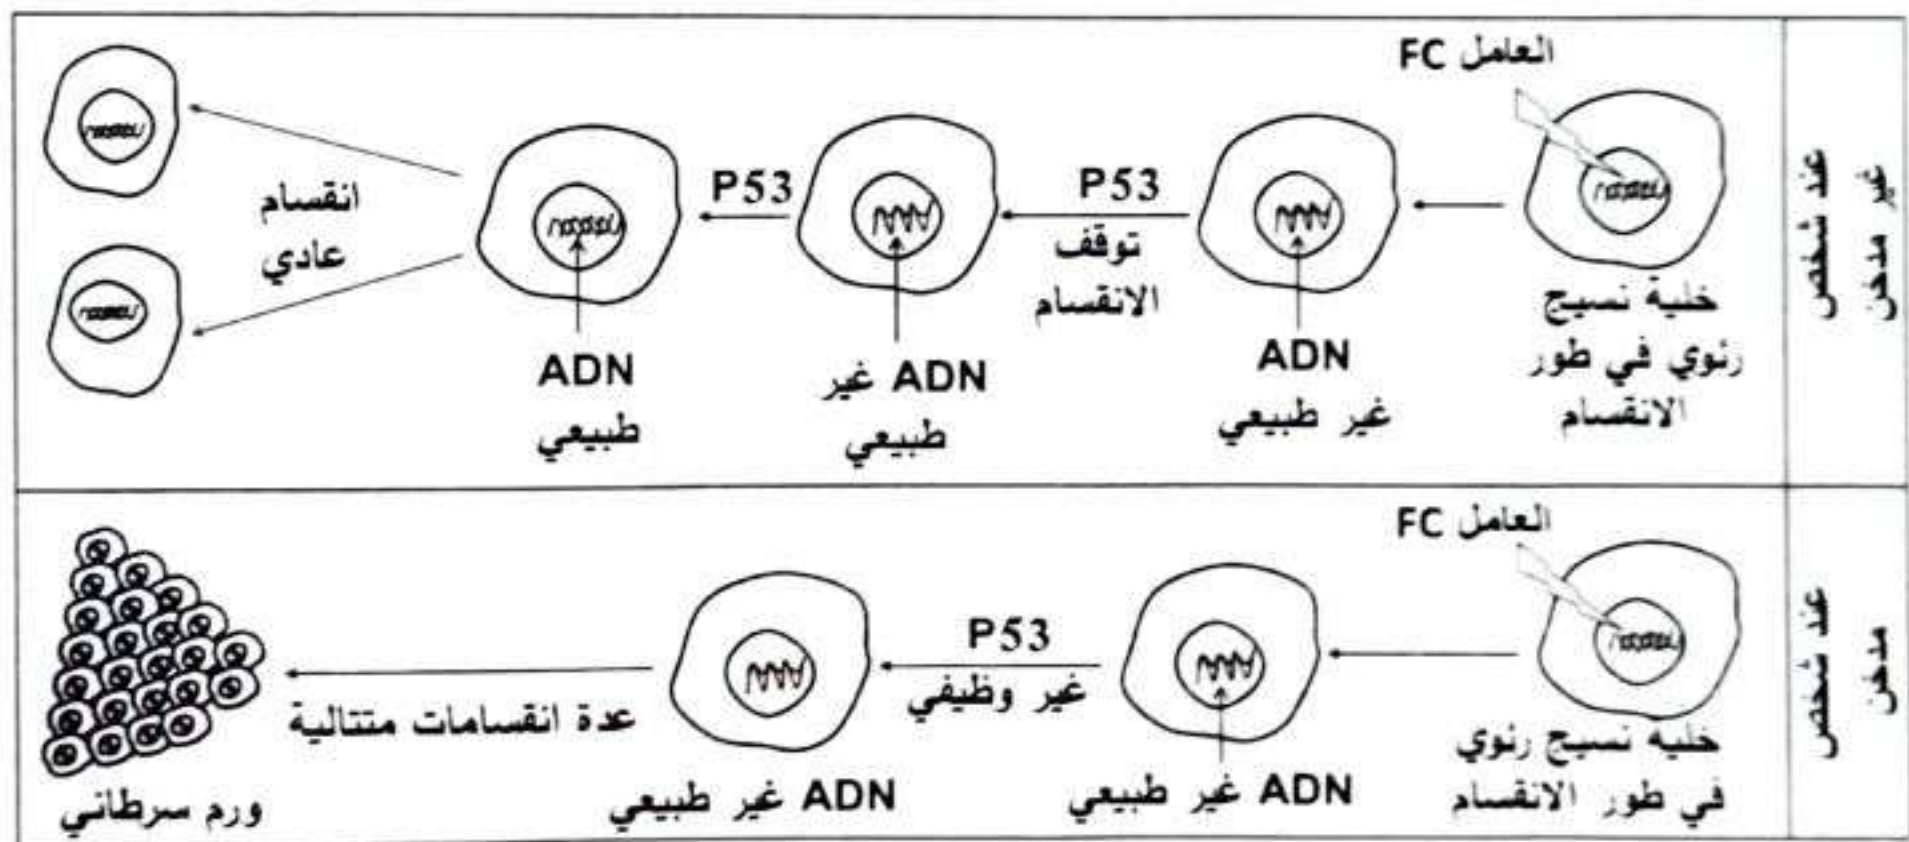 عند شخص
غير مدخن
العامل FC
خلية نسيج
رئوي في طور
الانقسام
ADN
غير طبيعي
P53
توقف
الانقسام
ADN غير
طبيعي
P53
ADN
طبيعي
انقسام
عادي
عند شخص
مدخن
العامل FC
خلية نسيج رئوي
في طور الانقسام
ADN غير طبيعي
P53
غير وظيفي
ADN غير طبيعي
عدة انقسامات متتالية
ورم سرطاني